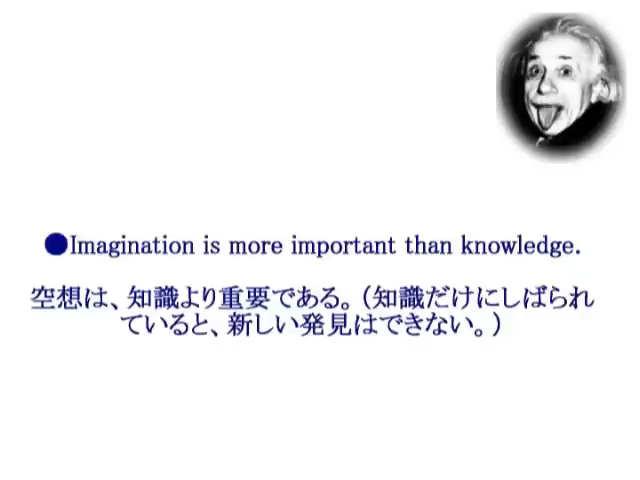 ●Imagination is more important than knowledge.
空想は、知識より重要である。（知識だけにしばられ
ていると、新しい発見はできない。）